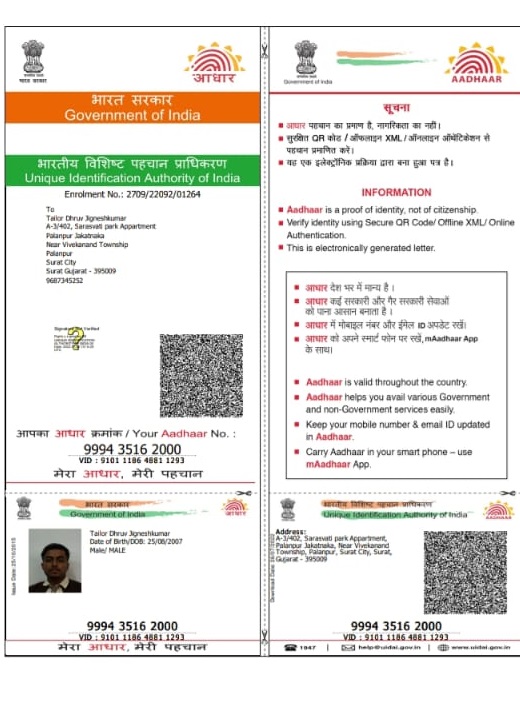 भारत सरकार
Government of India
भारतीय विशिष्ट पहचान प्राधिकरण
Unique Identification Authority of India
Enrolment No.: 2709/22092/01264
To
Tailor Dhruv Jigneshkumar
A-3/402, Sarasvati park Appartment
Palanpur Jakatnaka
Near Vivekanand Township
Palanpur
Surat City
Surat Gujarat - 395009
9687345252
आपका आधार क्रमांक / Your Aadhaar No. :
9994 3516 2000
VID : 9101 1186 4881 1293
मेरा आधार, मेरी पहचान
भारत सरकार
आधार
Government of India
AADHAAR
सूचना
आधार पहचान का प्रमाण है, नागरिकता का नहीं।
सुरक्षित QR कोड / ऑफलाइन XML / ऑनलाइन ऑथेंटिकेशन से
पहचान प्रमाणित करें।
यह एक इलेक्ट्रॉनिक प्रक्रिया द्वारा बना हुआ पत्र है।
INFORMATION
Aadhaar is a proof of identity, not of citizenship.
Verify identity using Secure QR Code/ Offline XML/ Online
Authentication.
This is electronically generated letter.
आधार देश भर में मान्य है।
आधार कई सरकारी और गैर सरकारी सेवाओं
को पाना आसान बनाता है।
आधार में मोबाइल नंबर और ईमेल ID अपडेट रखें।
आधार को अपने स्मार्ट फोन पर रखें, mAadhaar App
के साथ।
Aadhaar is valid throughout the country.
Aadhaar helps you avail various Government
and non-Government services easily.
Keep your mobile number & email ID updated
in Aadhaar.
Carry Aadhaar in your smart phone – use
mAadhaar App.
भारत सरकार
Government of India
आधार
Issue Date: 25/10/2015
Tailor Dhruv Jigneshkumar
Date of Birth/DOB: 25/08/2007
Male/ MALE
9994 3516 2000
VID : 9101 1186 4881 1293
मेरा आधार, मेरी पहचान
भारतीय विशिष्ट पहचान प्राधिकरण
Unique Identification Authority of India
AADHAAR
Address:
A-3/402, Sarasvati park Appartment,
Palanpur Jakatnaka, Near Vivekanand
Township, Palanpur, Surat City, Surat,
Gujarat - 395009
9994 3516 2000
VID : 9101 1186 4881 1293
1947
help@uidai.gov.in
www.uidai.gov.in